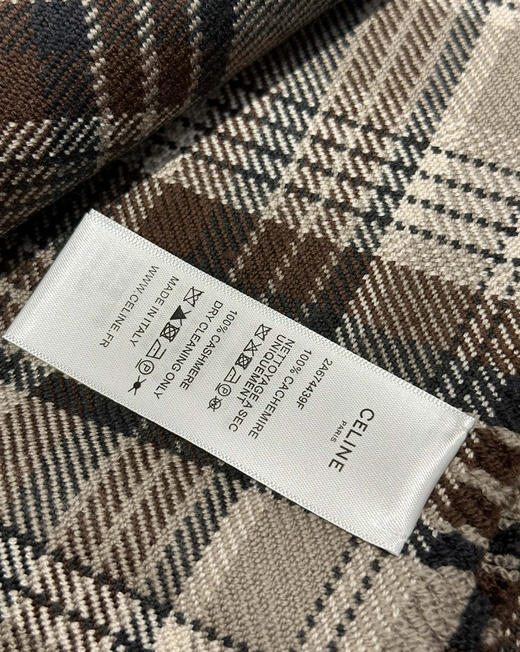 CELINE
PARIS
2A674439F
100% CACHEMIRE
NETTOYAGE À SEC
UNIQUEMENT
100% CASHMERE
DRY CLEANING ONLY
MADE IN ITALY
WWW.CELINE.FR